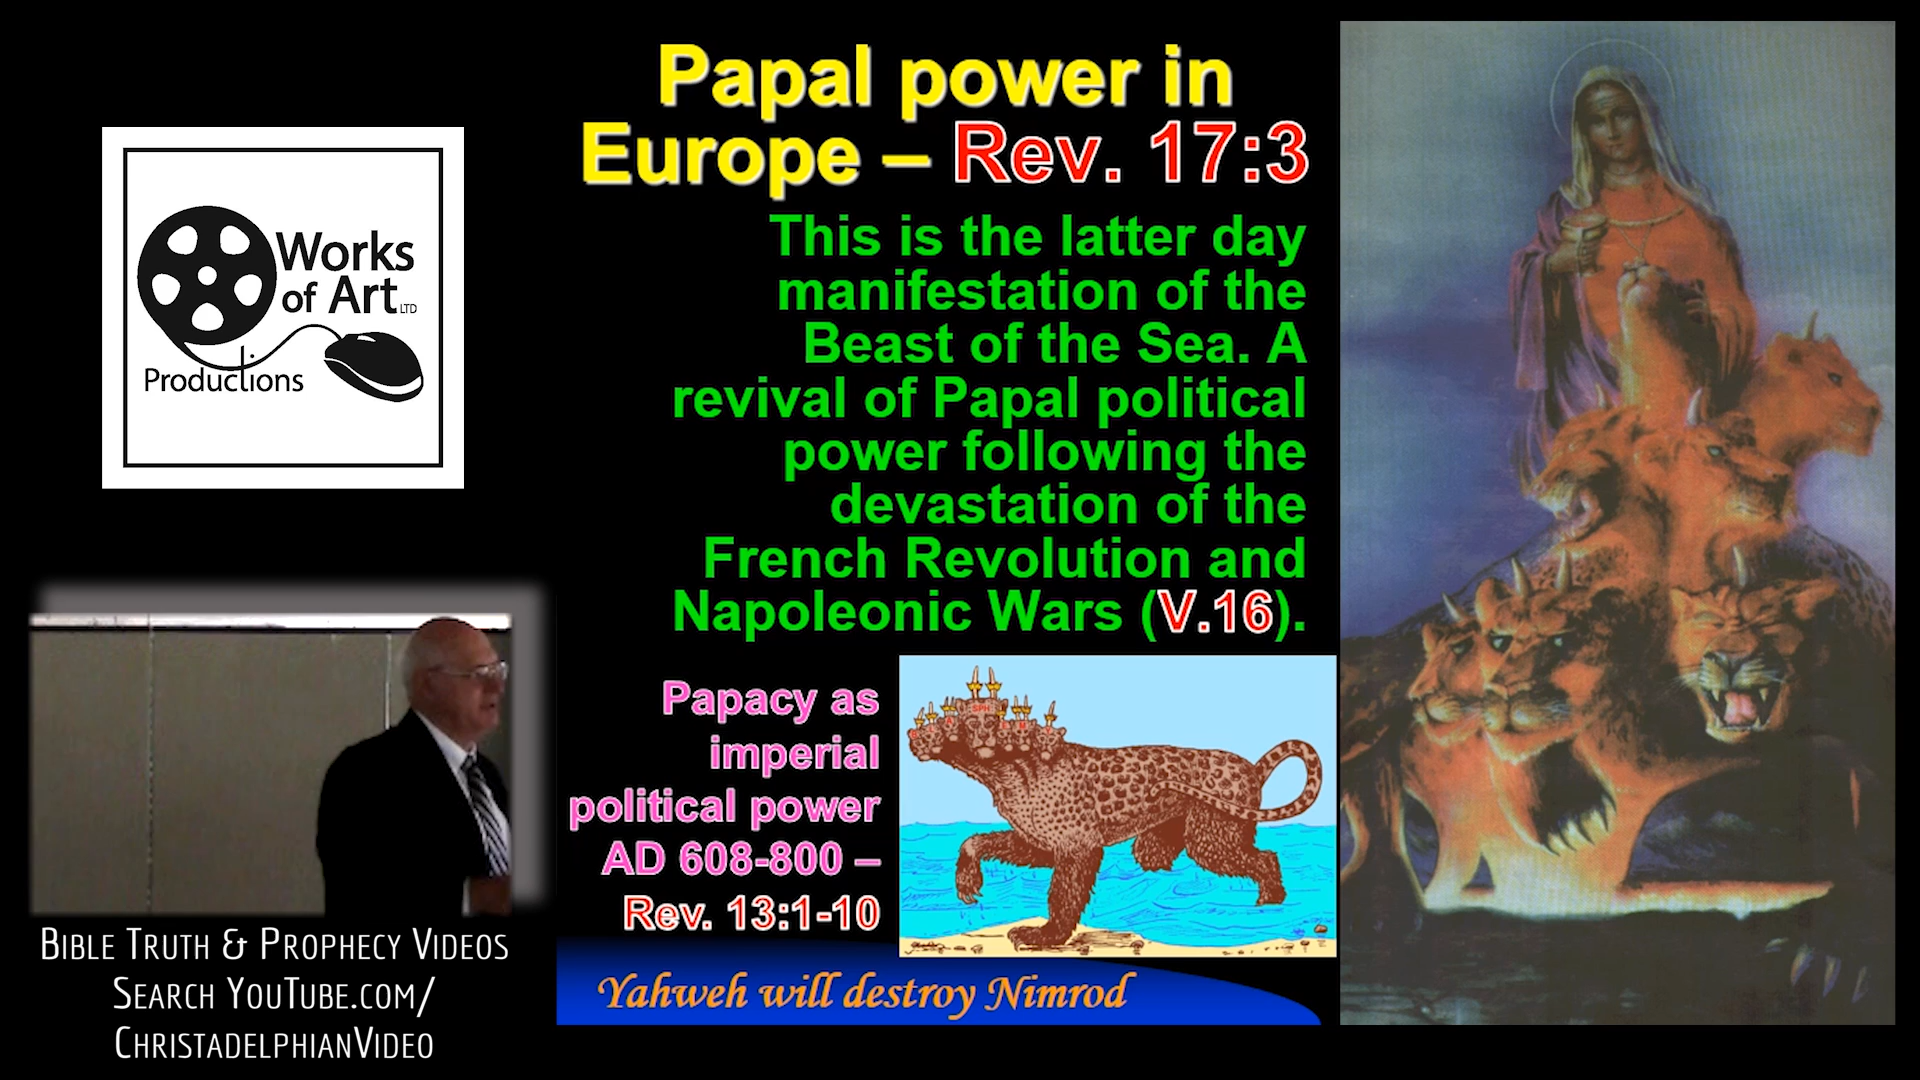 Works
of Art LTD
Productions
BIBLE TRUTH & PROPHECY VIDEOS
SEARCH YOUTUBE.COM/
CHRISTADELPHIANVIDEO
Papal power in
Europe – Rev. 17:3
This is the latter day
manifestation of the
Beast of the Sea. A
revival of Papal political
power following the
devastation of the
French Revolution and
Napoleonic Wars (V.16).
Papacy as
imperial
political power
AD 608-800 –
Rev. 13:1-10
Yahweh will destroy Nimrod